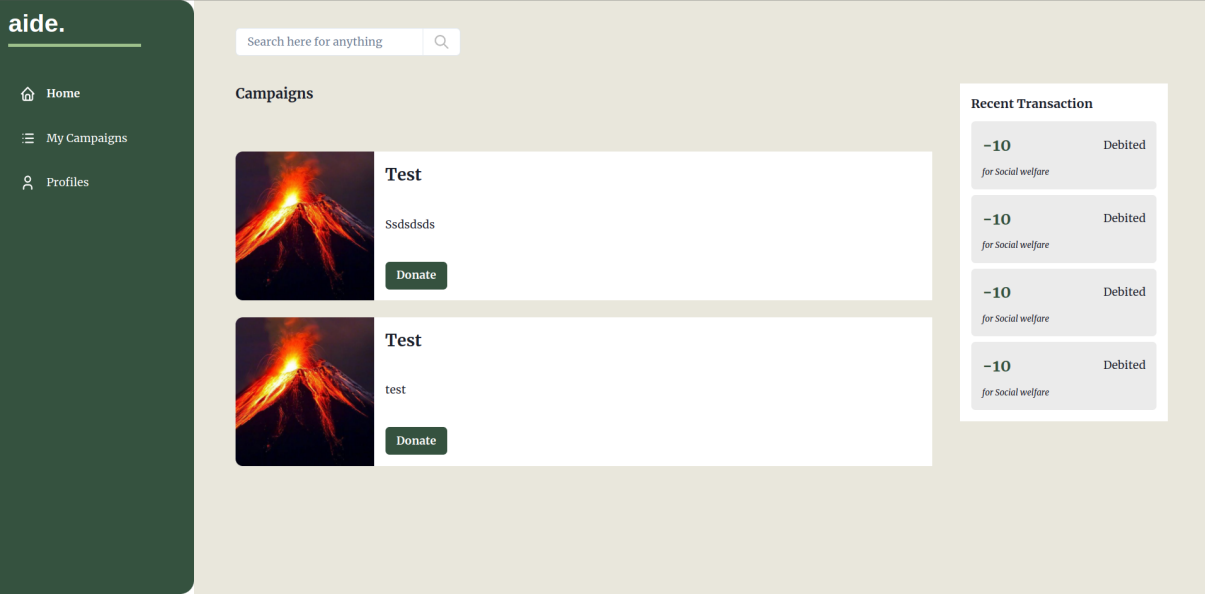 aide.
Home
My Campaigns
Profiles
Search here for anything
Campaigns
Test
Ssdsdsds
Donate
Test
test
Donate
Recent Transaction
-10 Debited
for Social welfare
-10 Debited
for Social welfare
-10 Debited
for Social welfare
-10 Debited
for Social welfare